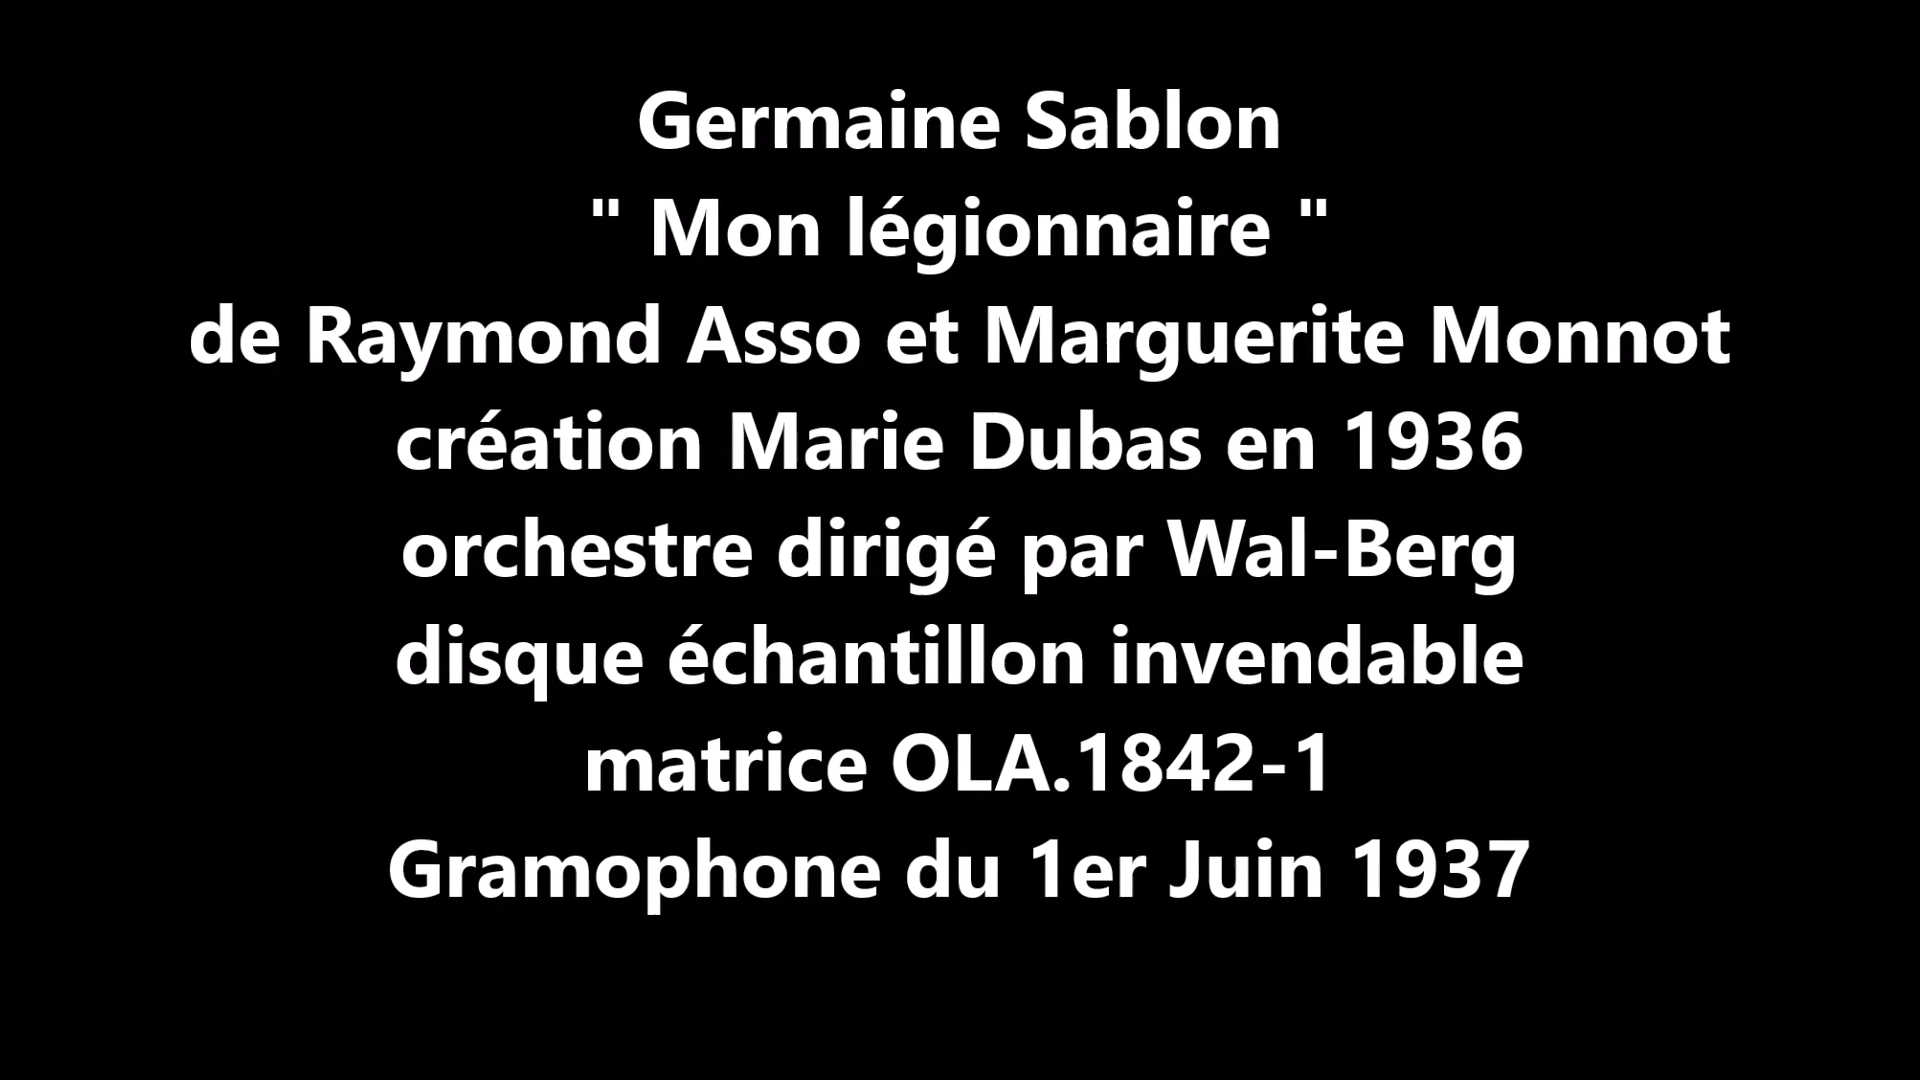 Germaine Sablon
" Mon légionnaire "
de Raymond Asso et Marguerite Monnot
création Marie Dubas en 1936
orchestre dirigé par Wal-Berg
disque échantillon invendable
matrice OLA.1842-1
Gramophone du 1er Juin 1937